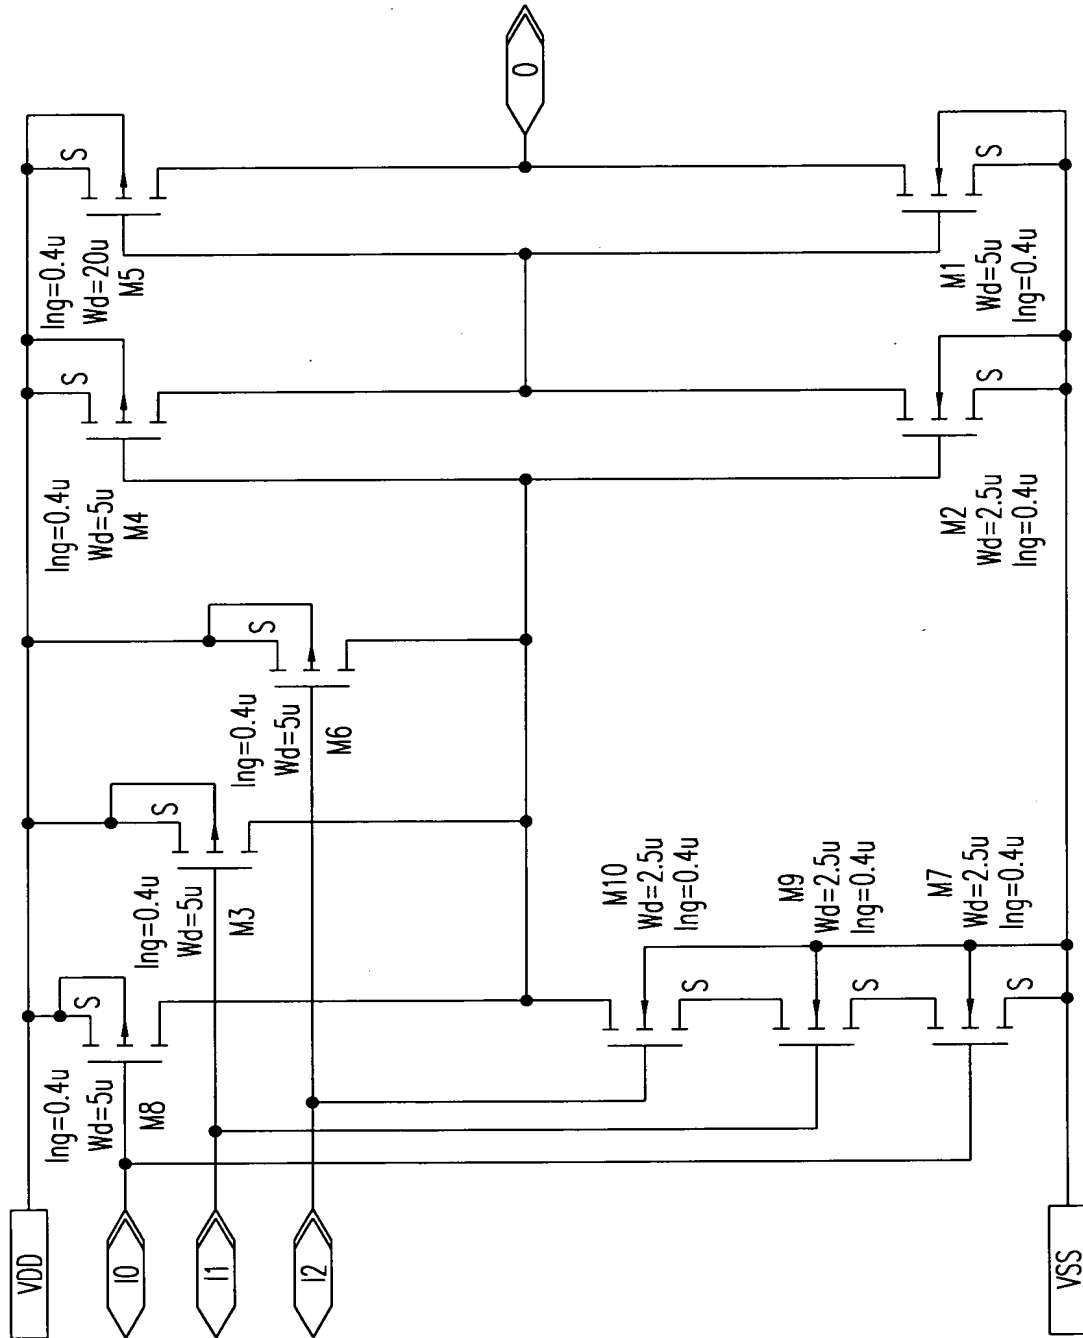 VDD
lng=0.4u
Wd=5u
M8
S
lng=0.4u
Wd=5u
M4
S
lng=0.4u
Wd=20u
M5
S
I0
lng=0.4u
Wd=5u
M3
S
I1
lng=0.4u
Wd=5u
M6
S
I2
O
M10
Wd=2.5u
lng=0.4u
S
M9
Wd=2.5u
lng=0.4u
S
M7
Wd=2.5u
lng=0.4u
S
M2
Wd=2.5u
lng=0.4u
S
M1
Wd=5u
lng=0.4u
S
VSS